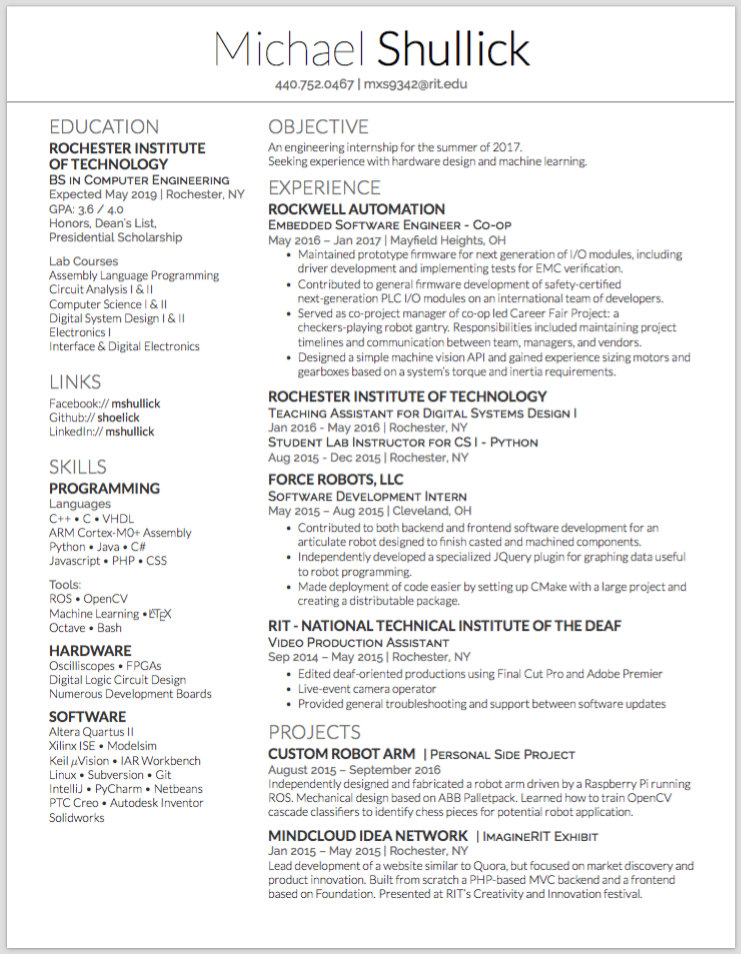 Michael Shullick
440.752.0467 | mxs9342@rit.edu
EDUCATION
ROCHESTER INSTITUTE
OF TECHNOLOGY
BS in Computer Engineering
Expected May 2019 | Rochester, NY
GPA: 3.6 / 4.0
Honors, Dean's List,
Presidential Scholarship
Lab Courses
Assembly Language Programming
Circuit Analysis I & II
Computer Science I & II
Digital System Design I & II
Electronics I
Interface & Digital Electronics
LINKS
Facebook:// mshullick
Github:// shoelick
LinkedIn:// mshullick
SKILLS
PROGRAMMING
Languages
C++ • C • VHDL
ARM Cortex-M0+ Assembly
Python • Java • C#
Javascript • PHP • CSS
Tools:
ROS • OpenCV
Machine Learning • LATEX
Octave • Bash
HARDWARE
Oscilliscopes • FPGAs
Digital Logic Circuit Design
Numerous Development Boards
SOFTWARE
Altera Quartus II
Xilinx ISE • Modelsim
Keil μVision • IAR Workbench
Linux • Subversion • Git
IntelliJ • PyCharm • Netbeans
PTC Creo • Autodesk Inventor
Solidworks
OBJECTIVE
An engineering internship for the summer of 2017.
Seeking experience with hardware design and machine learning.
EXPERIENCE
ROCKWELL AUTOMATION
Embedded Software Engineer - Co-op
May 2016 – Jan 2017 | Mayfield Heights, OH
• Maintained prototype firmware for next generation of I/O modules, including
driver development and implementing tests for EMC verification.
• Contributed to general firmware development of safety-certified
next-generation PLC I/O modules on an international team of developers.
• Served as co-project manager of co-op led Career Fair Project: a
checkers-playing robot gantry. Responsibilities included maintaining project
timelines and communication between team, managers, and vendors.
• Designed a simple machine vision API and gained experience sizing motors and
gearboxes based on a system's torque and inertia requirements.
ROCHESTER INSTITUTE OF TECHNOLOGY
Teaching Assistant for Digital Systems Design I
Jan 2016 - May 2016 | Rochester, NY
Student Lab Instructor for CS I - Python
Aug 2015 - Dec 2015 | Rochester, NY
FORCE ROBOTS, LLC
Software Development Intern
May 2015 – Aug 2015 | Cleveland, OH
• Contributed to both backend and frontend software development for an
articulate robot designed to finish casted and machined components.
• Independently developed a specialized JQuery plugin for graphing data useful
to robot programming.
• Made deployment of code easier by setting up CMake with a large project and
creating a distributable package.
RIT - NATIONAL TECHNICAL INSTITUTE OF THE DEAF
Video Production Assistant
Sep 2014 – May 2015 | Rochester, NY
• Edited deaf-oriented productions using Final Cut Pro and Adobe Premier
• Live-event camera operator
• Provided general troubleshooting and support between software updates
PROJECTS
CUSTOM ROBOT ARM | Personal Side Project
August 2015 – September 2016
Independently designed and fabricated a robot arm driven by a Raspberry Pi running
ROS. Mechanical design based on ABB Palletpack. Learned how to train OpenCV
cascade classifiers to identify chess pieces for potential robot application.
MINDCLOUD IDEA NETWORK | ImagineRIT Exhibit
Jan 2015 – May 2015 | Rochester, NY
Lead development of a website similar to Quora, but focused on market discovery and
product innovation. Built from scratch a PHP-based MVC backend and a frontend
based on Foundation. Presented at RIT's Creativity and Innovation festival.